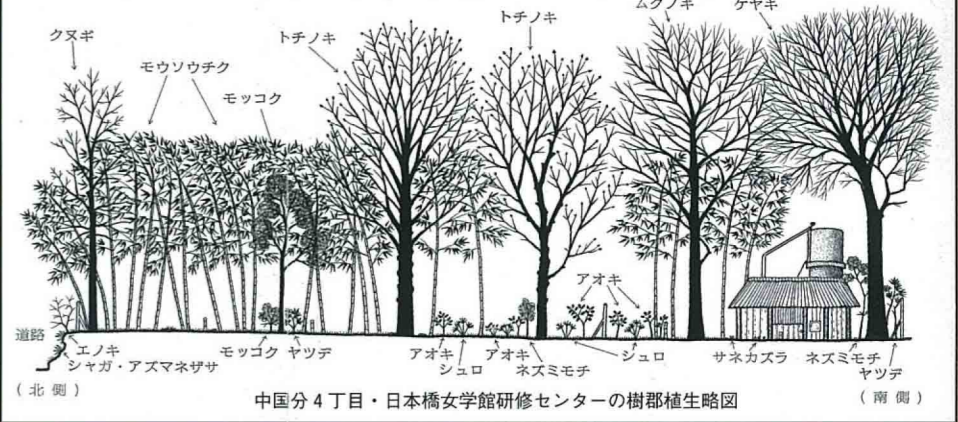 ムクノキ ケヤキ
クヌギ トチノキ トチノキ
モウソウチク
モッコク
アオキ
道路
エノキ モッコク ヤツデ アオキ アオキ シュロ サネカズラ ネズミモチ
シャガ・アズマネザサ シュロ ネズミモチ ヤツデ
(北側) (南側)
中国分4丁目・日本橋女学館研修センターの樹郡植生略図